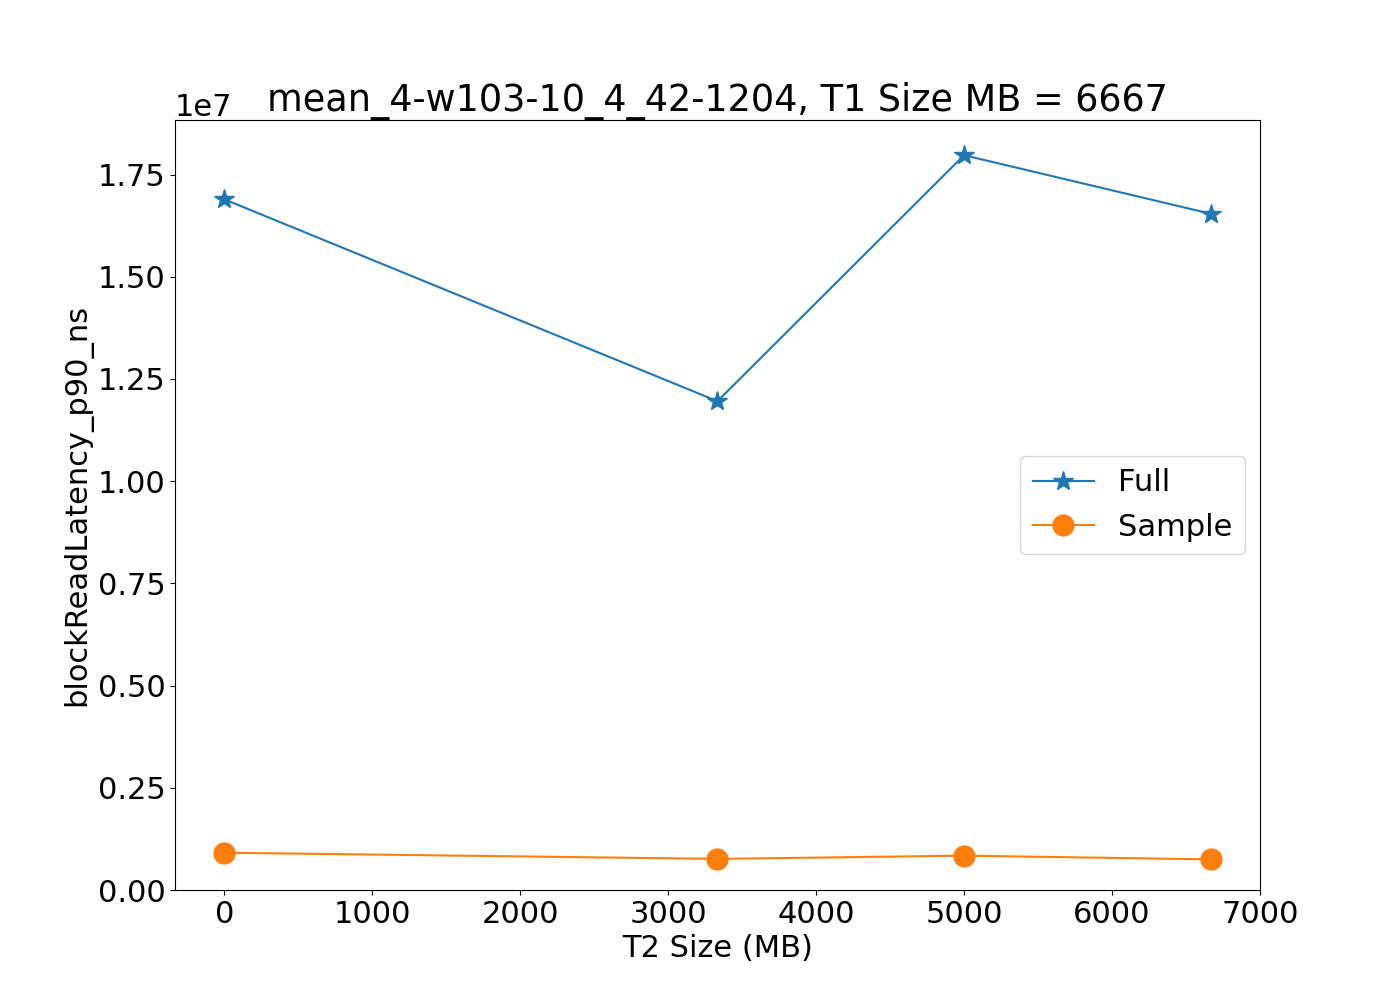 1e7
mean_4-w103-10_4_42-1204, T1 Size MB = 6667
1.75
1.50
1.25
1.00
0.75
0.50
0.25
0.00
blockReadLatency_p90_ns
Full
Sample
0 1000 2000 3000 4000 5000 6000 7000
T2 Size (MB)